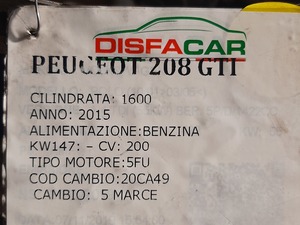 DISFACAR
PEUGEOT 208 GTI
CILINDRATA: 1600
ANNO: 2015
ALIMENTAZIONE:BENZINA
KW147: - CV: 200
TIPO MOTORE:5FU
COD CAMBIO:20CA49
CAMBIO: 5 MARCE